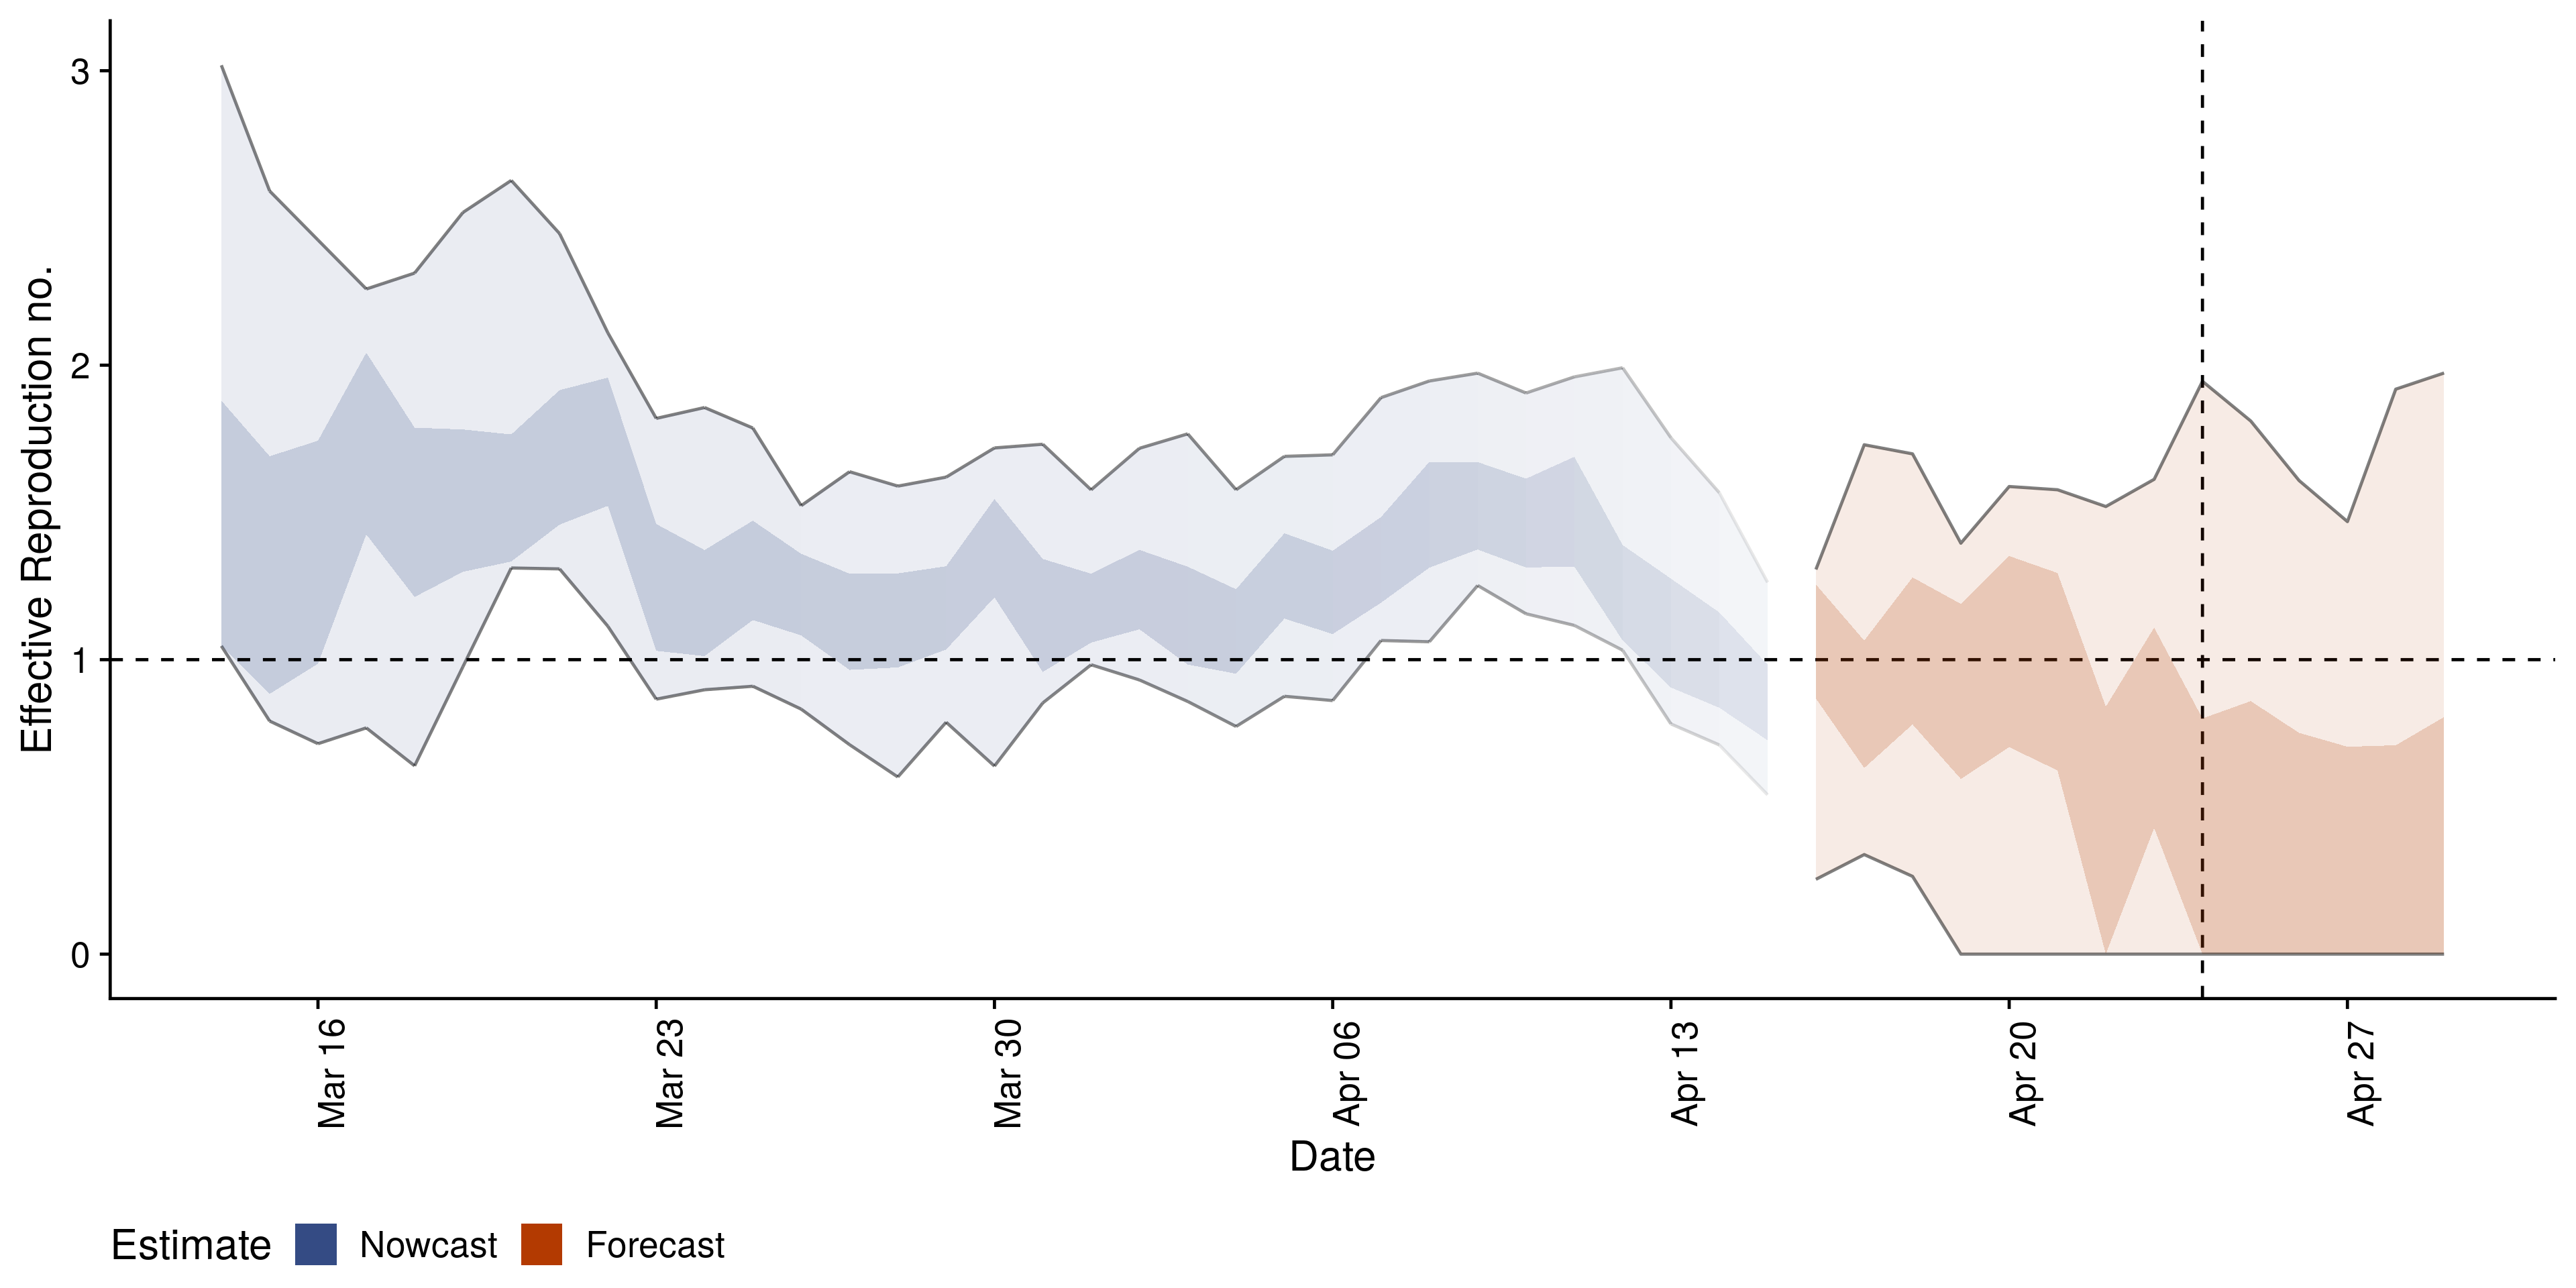 Effective Reproduction no.
3
2
1
0
Mar 16
Mar 23
Mar 30
Apr 06
Apr 13
Apr 20
Apr 27
Date
Estimate Nowcast Forecast